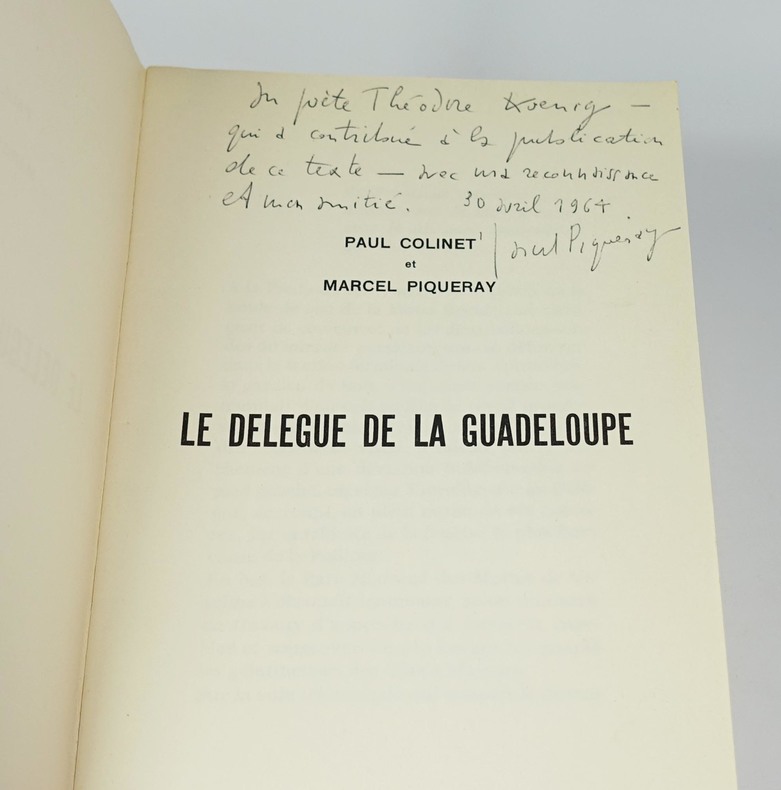 Au poète Théodore Koenig —
qui a contribué à la publication
de ce texte — avec ma reconnaissance
et mon amitié. 30 avril 1964.
Marcel Piqueray
PAUL COLINET
et
MARCEL PIQUERAY
LE DELEGUE DE LA GUADELOUPE